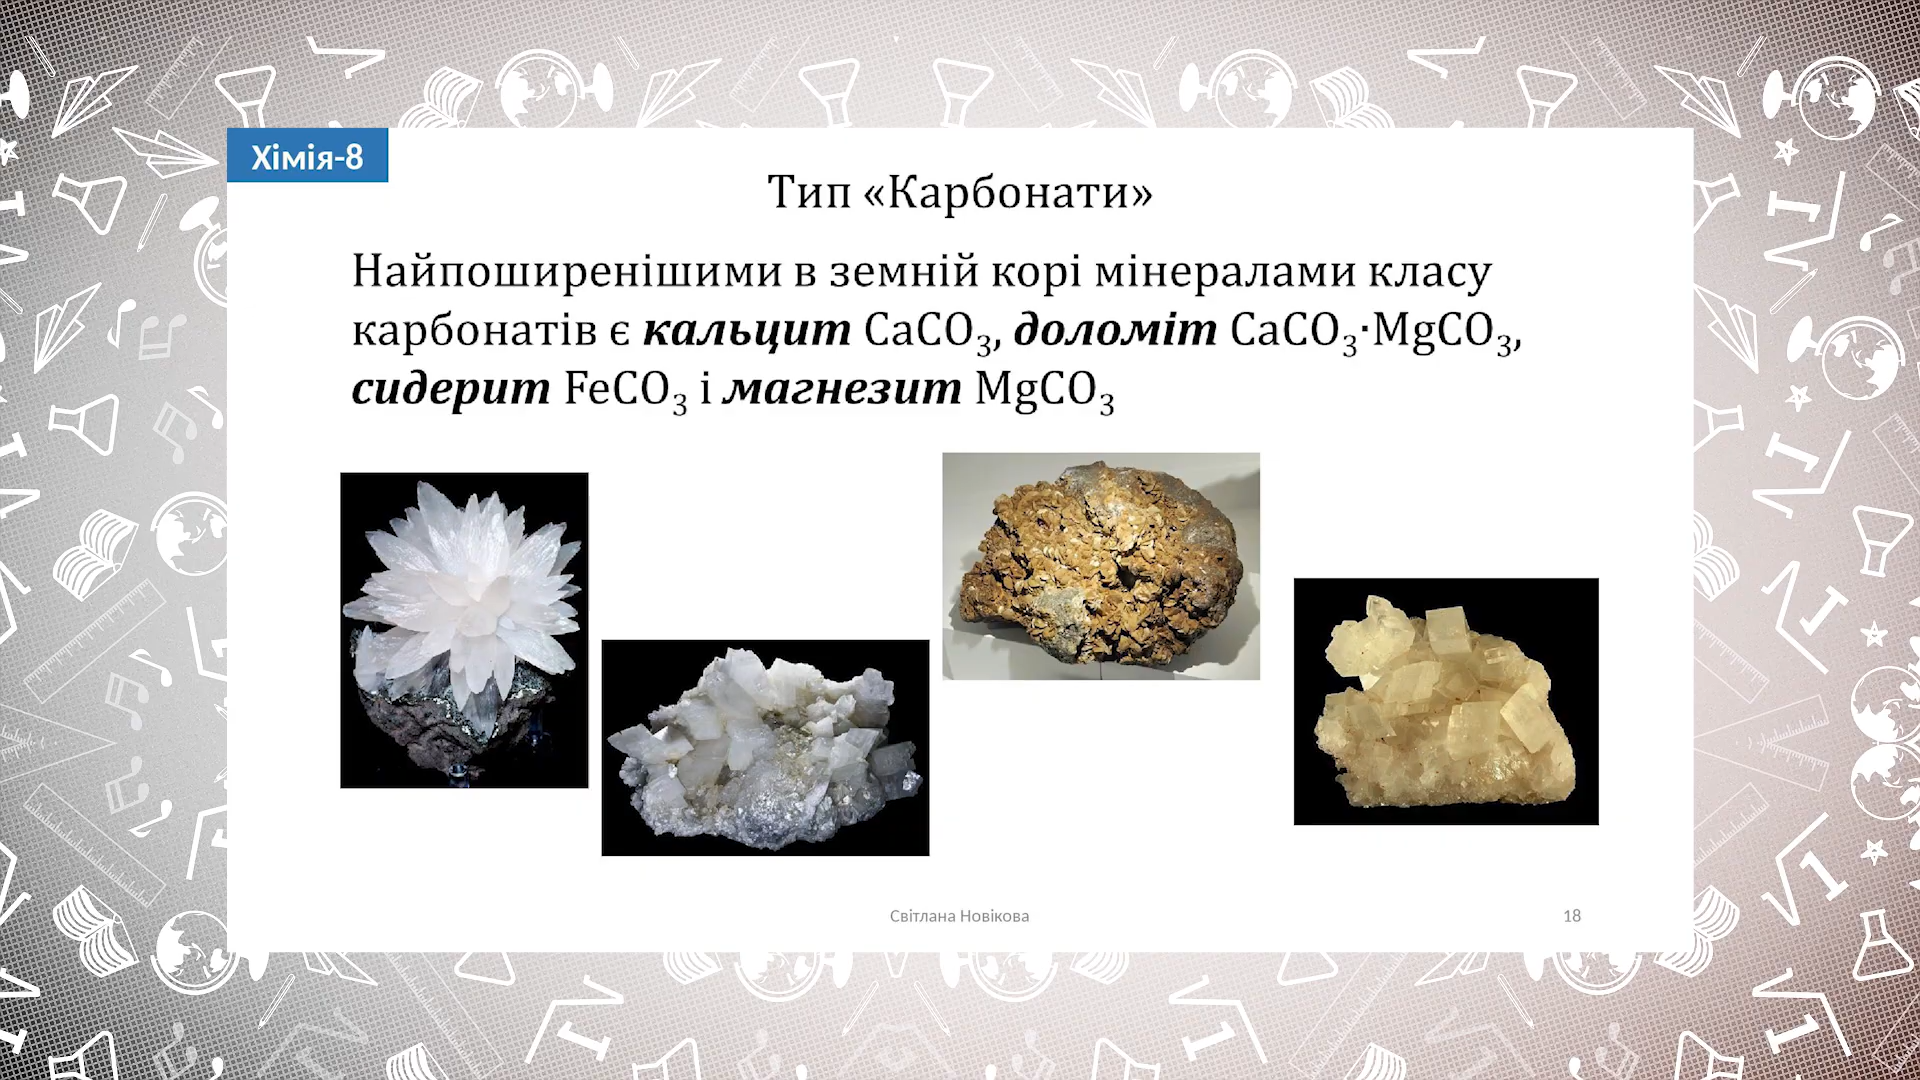 Хімія-8
Тип «Карбонати»
Найпоширенішими в земній корі мінералами класу
карбонатів є кальцит CaCO₃, доломіт CaCO₃·MgCO₃,
сидерит FeCO₃ і магнезит MgCO₃
Світлана Новікова
18